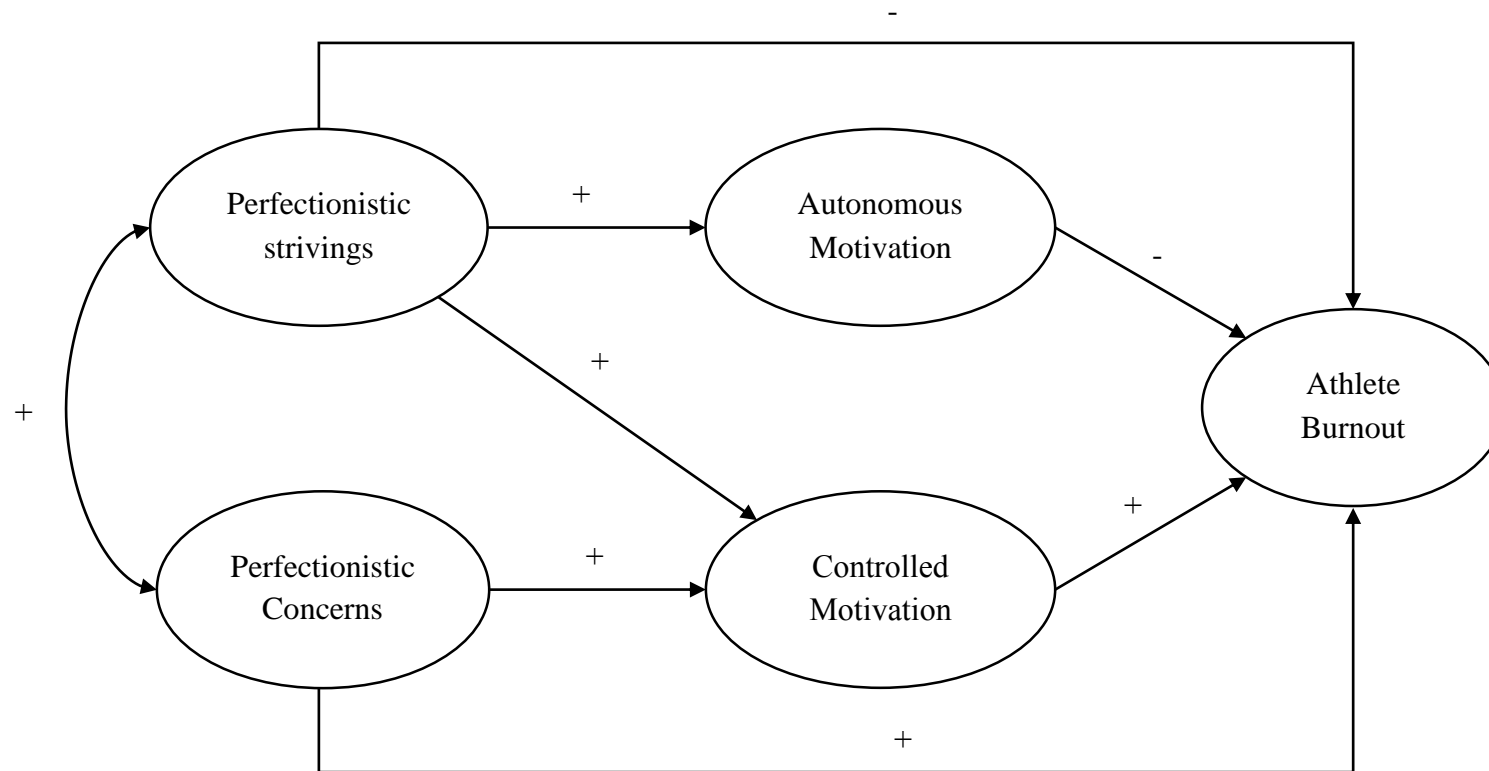 -
Perfectionistic
strivings
+
Autonomous
Motivation
-
+
+
Athlete
Burnout
Perfectionistic
Concerns
+
Controlled
Motivation
+
+